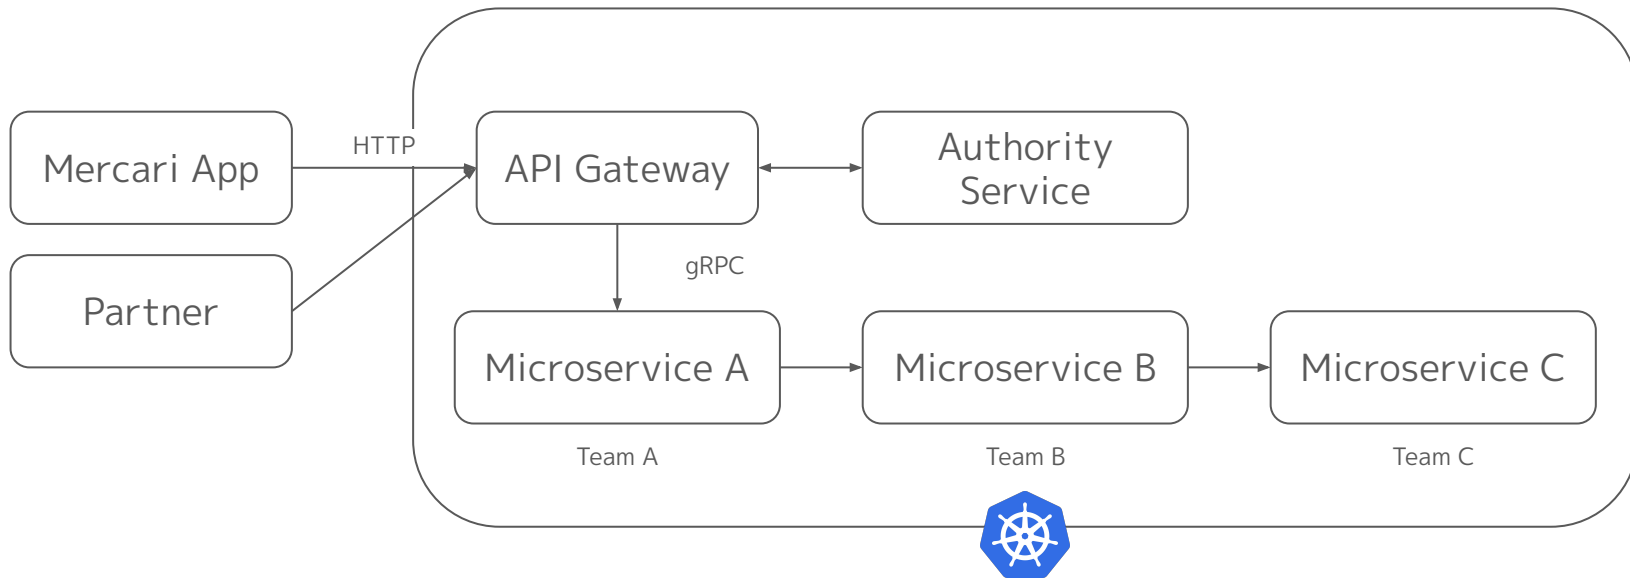 HTTP
Mercari App
API Gateway
Authority
Service
Partner
gRPC
Microservice A
Microservice B
Microservice C
Team A
Team B
Team C